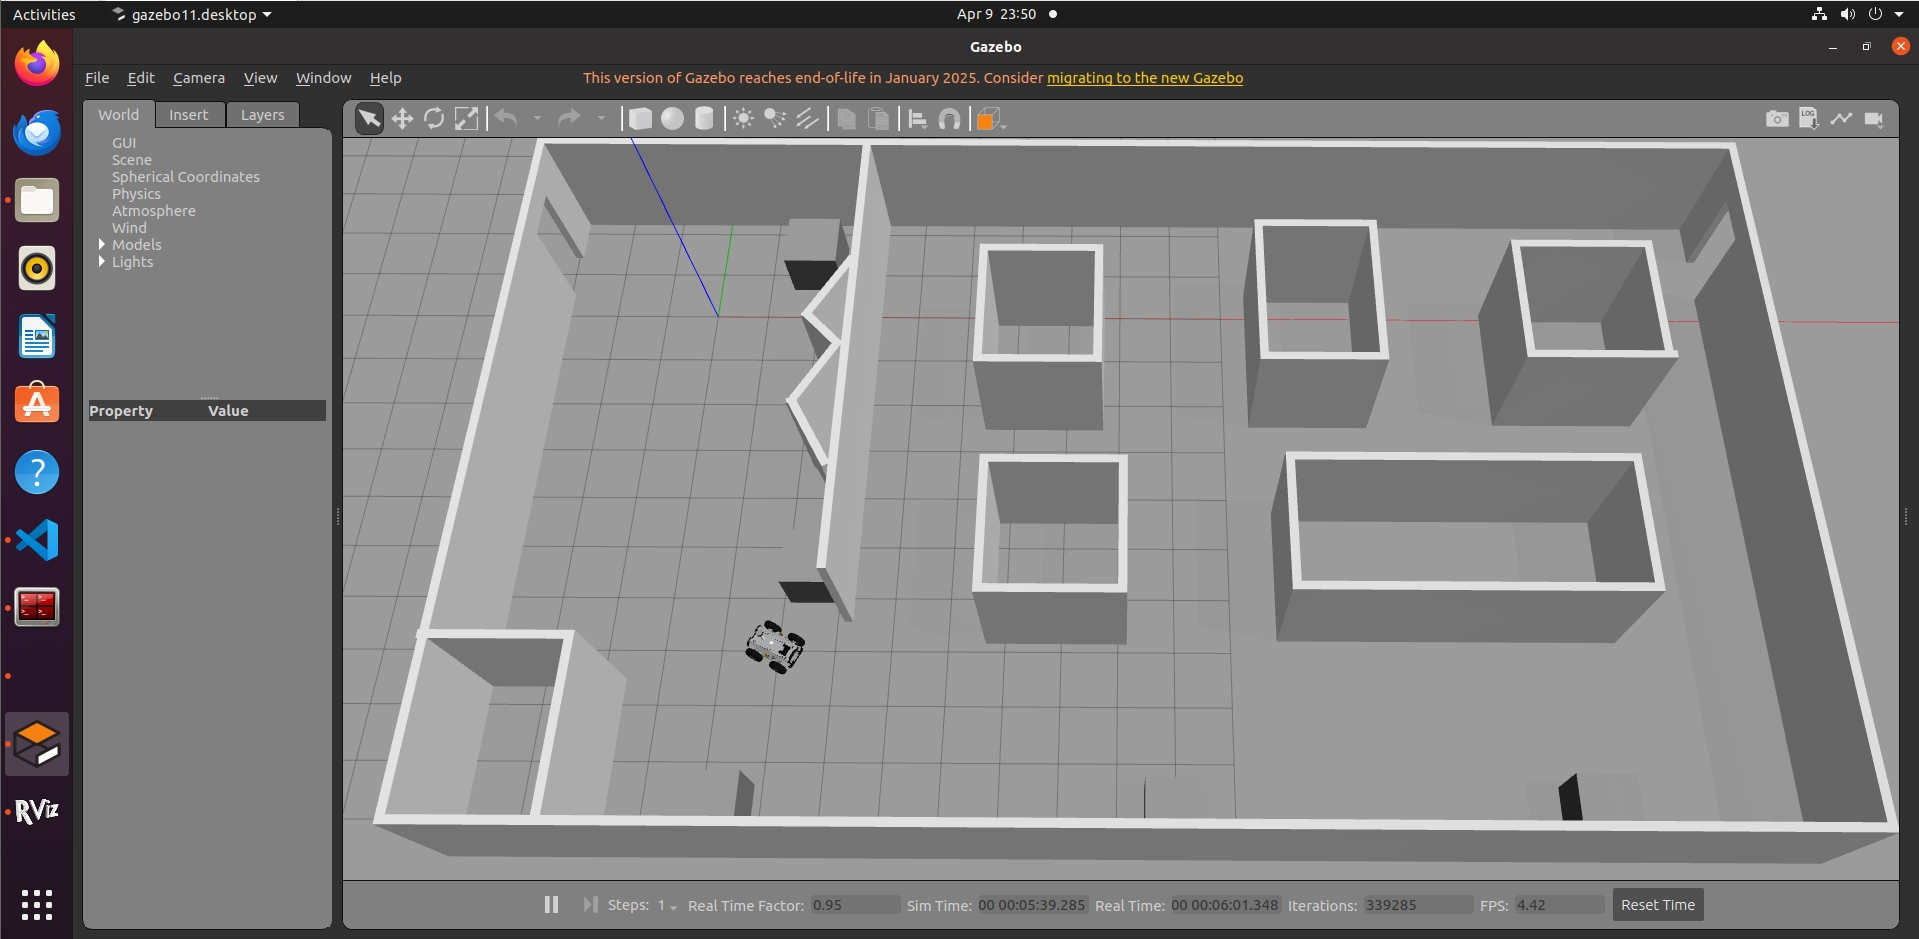 Activities gazebo11.desktop Apr 9 23:50
Gazebo
File Edit Camera View Window Help This version of Gazebo reaches end-of-life in January 2025. Consider migrating to the new Gazebo
World Insert Layers
LOG
GUI
Scene
Spherical Coordinates
Physics
Atmosphere
Wind
Models
Lights
Property Value
RViz
Steps: 1 Real Time Factor: 0.95 Sim Time: 00 00:05:39.285 Real Time: 00 00:06:01.348 Iterations: 339285 FPS: 4.42 Reset Time